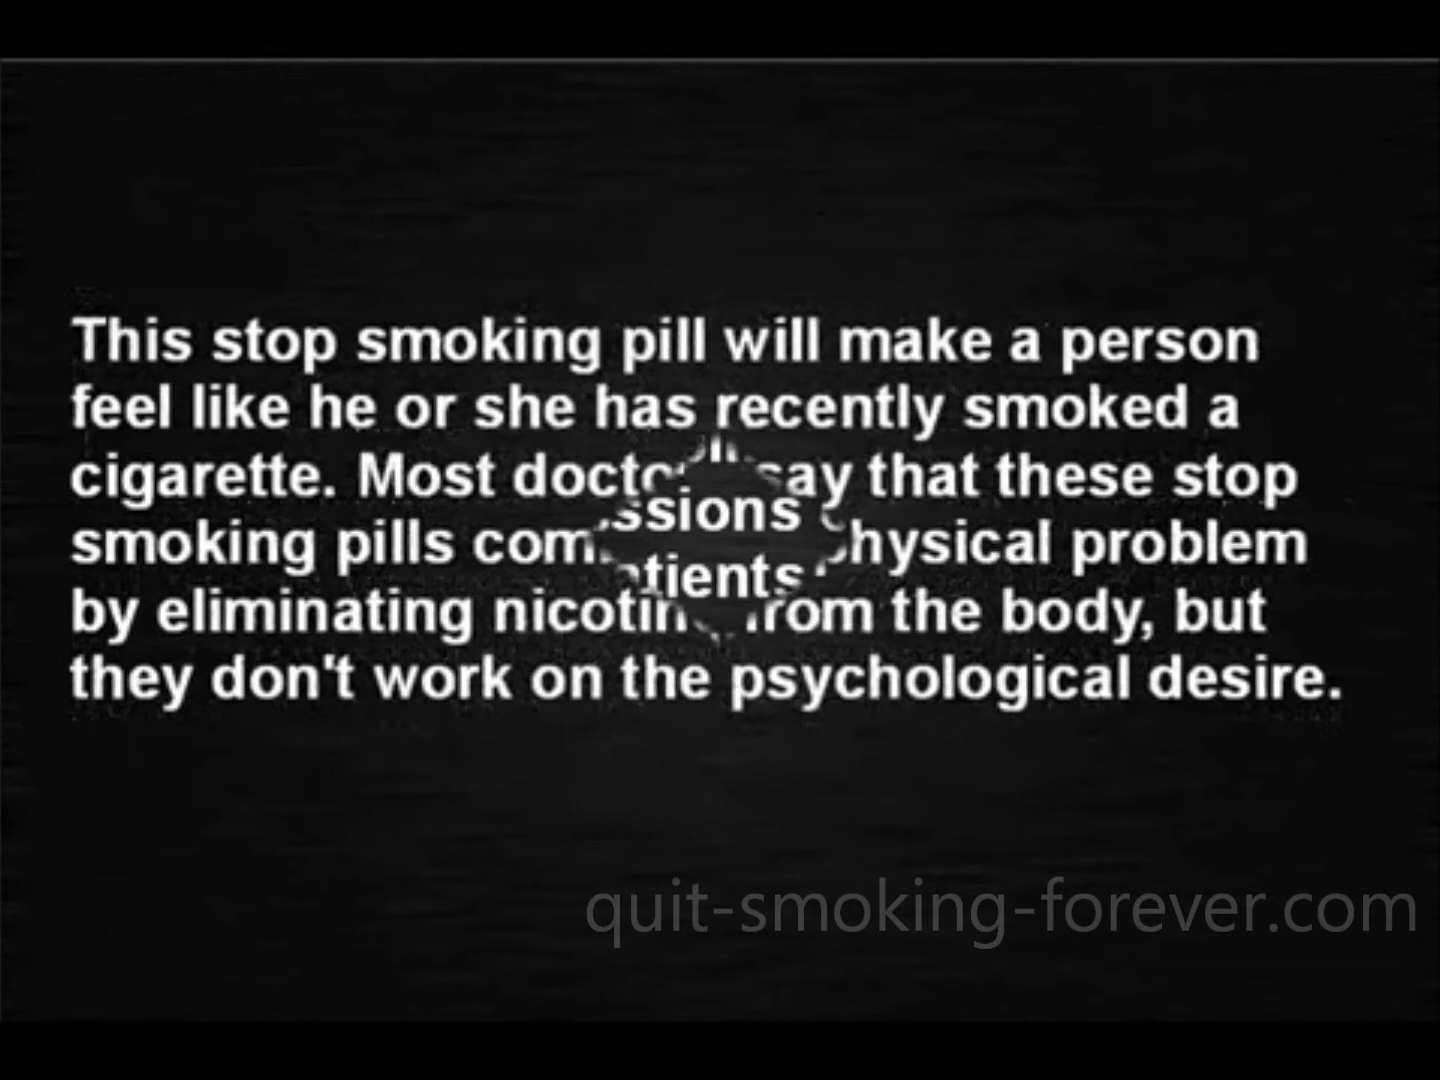 This stop smoking pill will make a person
feel like he or she has recently smoked a
cigarette. Most say that these stop
smoking pills problem
by eliminating from the body, but
they don't work on the psychological desire.
quit-smoking-forever.com